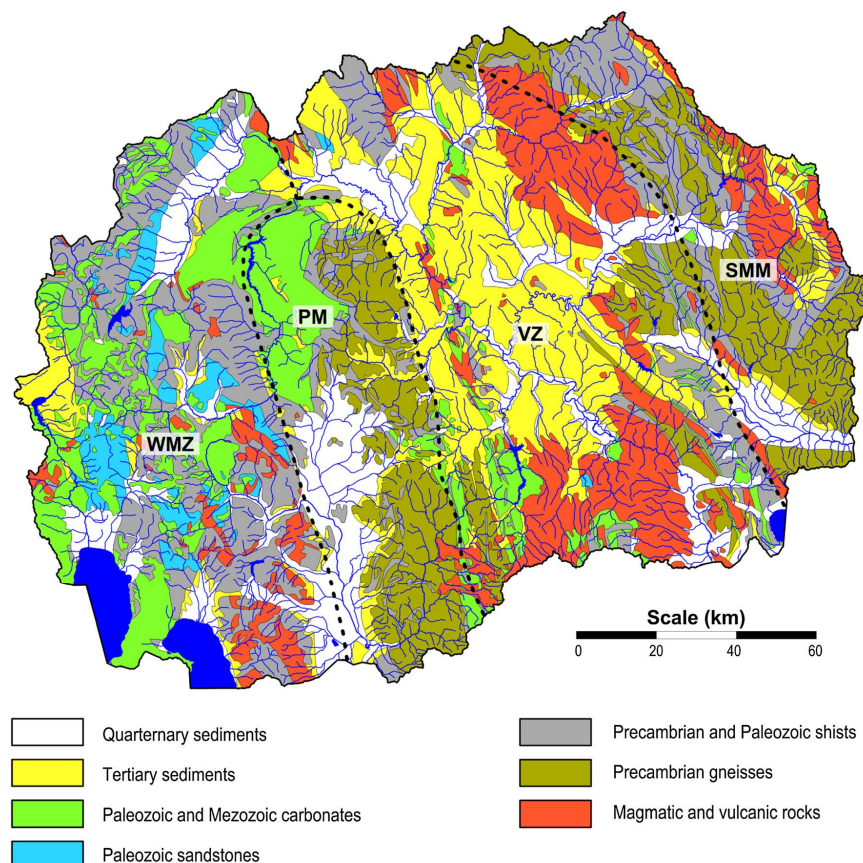 SMM
PM
VZ
WMZ
Scale (km)
0 20 40 60
Quarternary sediments
Tertiary sediments
Paleozoic and Mezozoic carbonates
Paleozoic sandstones
Precambrian and Paleozoic shists
Precambrian gneisses
Magmatic and vulcanic rocks